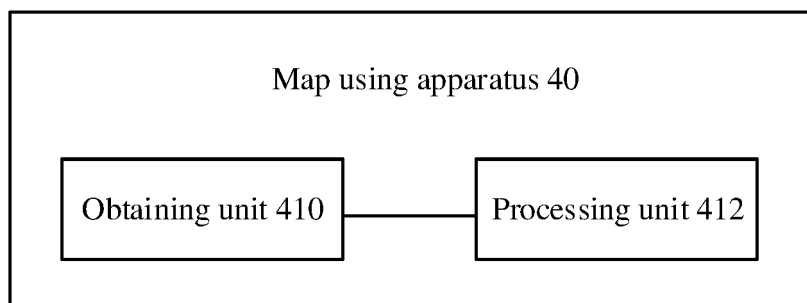 Map using apparatus 40
Obtaining unit 410
Processing unit 412